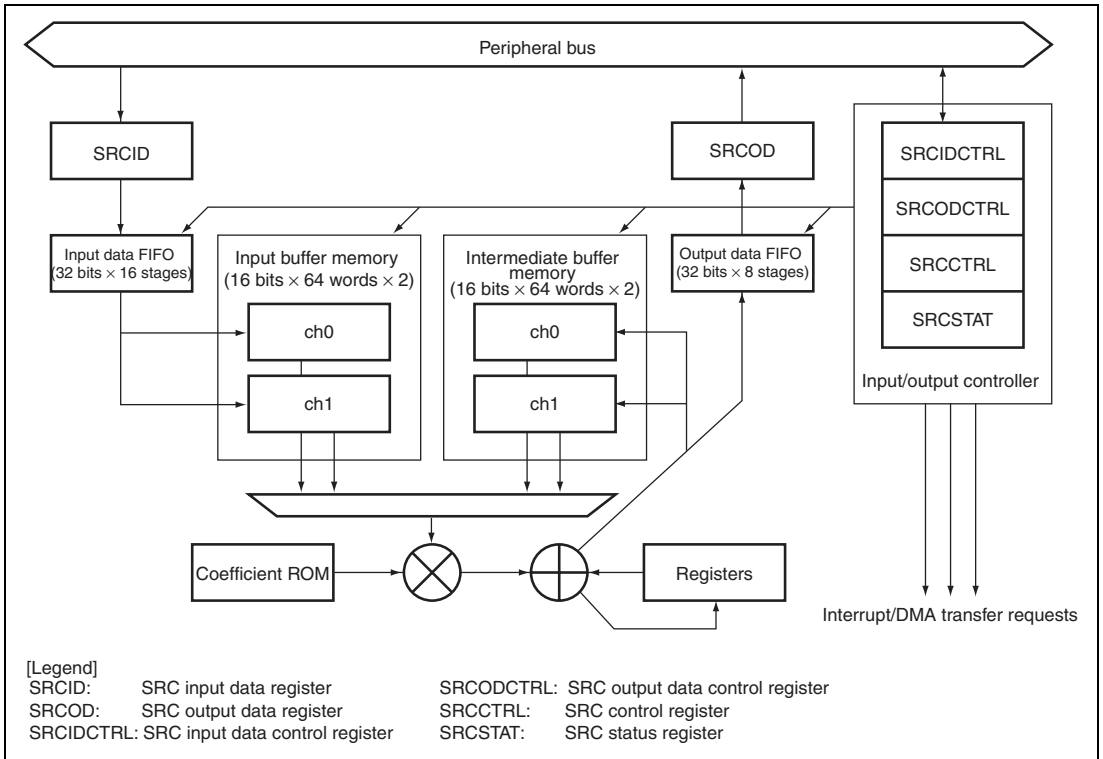 Peripheral bus
SRCID
SRCOD
SRCIDCTRL
SRCODCTRL
SRCCTRL
SRCSTAT
Input/output controller
Input data FIFO
(32 bits × 16 stages)
Input buffer memory
(16 bits × 64 words × 2)
ch0
ch1
Intermediate buffer
memory
(16 bits × 64 words × 2)
ch0
ch1
Output data FIFO
(32 bits × 8 stages)
Coefficient ROM
Registers
Interrupt/DMA transfer requests
[Legend]
SRCID: SRC input data register
SRCOD: SRC output data register
SRCIDCTRL: SRC input data control register
SRCODCTRL: SRC output data control register
SRCCTRL: SRC control register
SRCSTAT: SRC status register